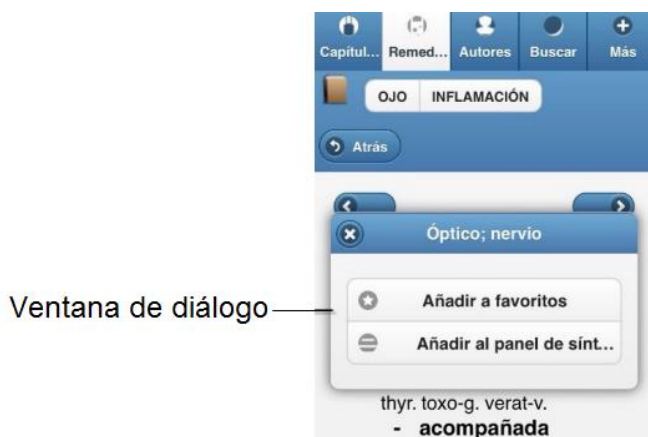 Capítul... Remed... Autores Buscar Más
OJO INFLAMACIÓN
Atrás
Óptico; nervio
Ventana de diálogo
Añadir a favoritos
Añadir al panel de sínt...
thyr. toxo-g. verat-v.
- acompañada